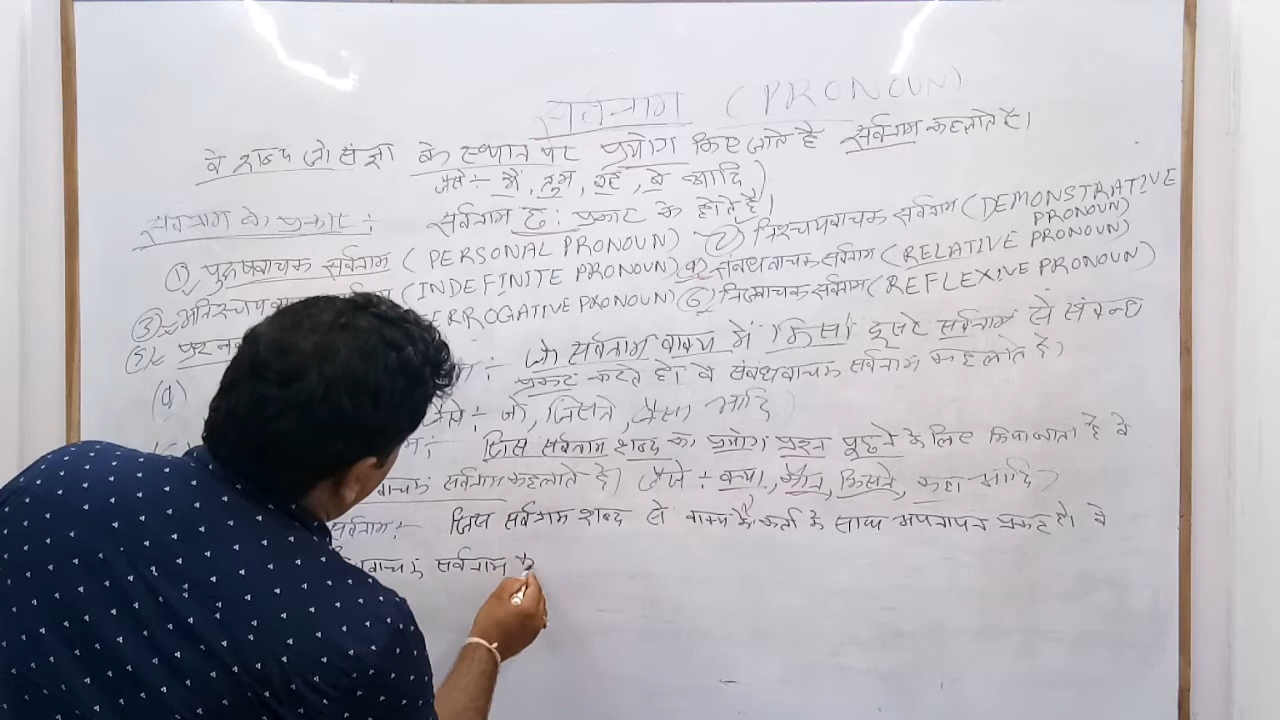 सर्वनाम (PRONOUN)
वे शब्द जो संज्ञा के स्थान पर प्रयोग किए जाते है सर्वनाम कहलाते है।
जैसे ÷ मैं, तुम, वह, वे आदि)
सर्वनाम के प्रकार : सर्वनाम छः प्रकार के होते है।
① पुरुषवाचक सर्वनाम (PERSONAL PRONOUN) ② निश्चयवाचक सर्वनाम (DEMONSTRATIVE PRONOUN)
③ अनिश्चयवा (INDEFINITE PRONOUN) ④ संबंधवाचक सर्वनाम (RELATIVE PRONOUN)
⑤ प्रश्नव ERROGATIVE PRONOUN) ⑥ निजवाचक सर्वनाम (REFLEXIVE PRONOUN)
÷ जो सर्वनाम वाक्य में किसी दूसरे सर्वनाम से संबन्ध
प्रकट करते हो। वे संबंधवाचक सर्वनाम कहलाते है)
जैसे ÷ जो, जिसने, जैसा आदि)
जिस सर्वनाम शब्द का प्रयोग प्रश्न पूछने के लिए किया जाता है वे
वाचक सर्वनाम कहलाते है) (जैसे ÷ क्या, कौन, किसने, कहा आदि)
सर्वनाम ÷ जिस सर्वनाम शब्द से वाक्य के कर्ता के साथ अपनापन प्रकट हो। वे
वाचक सर्वनाम क